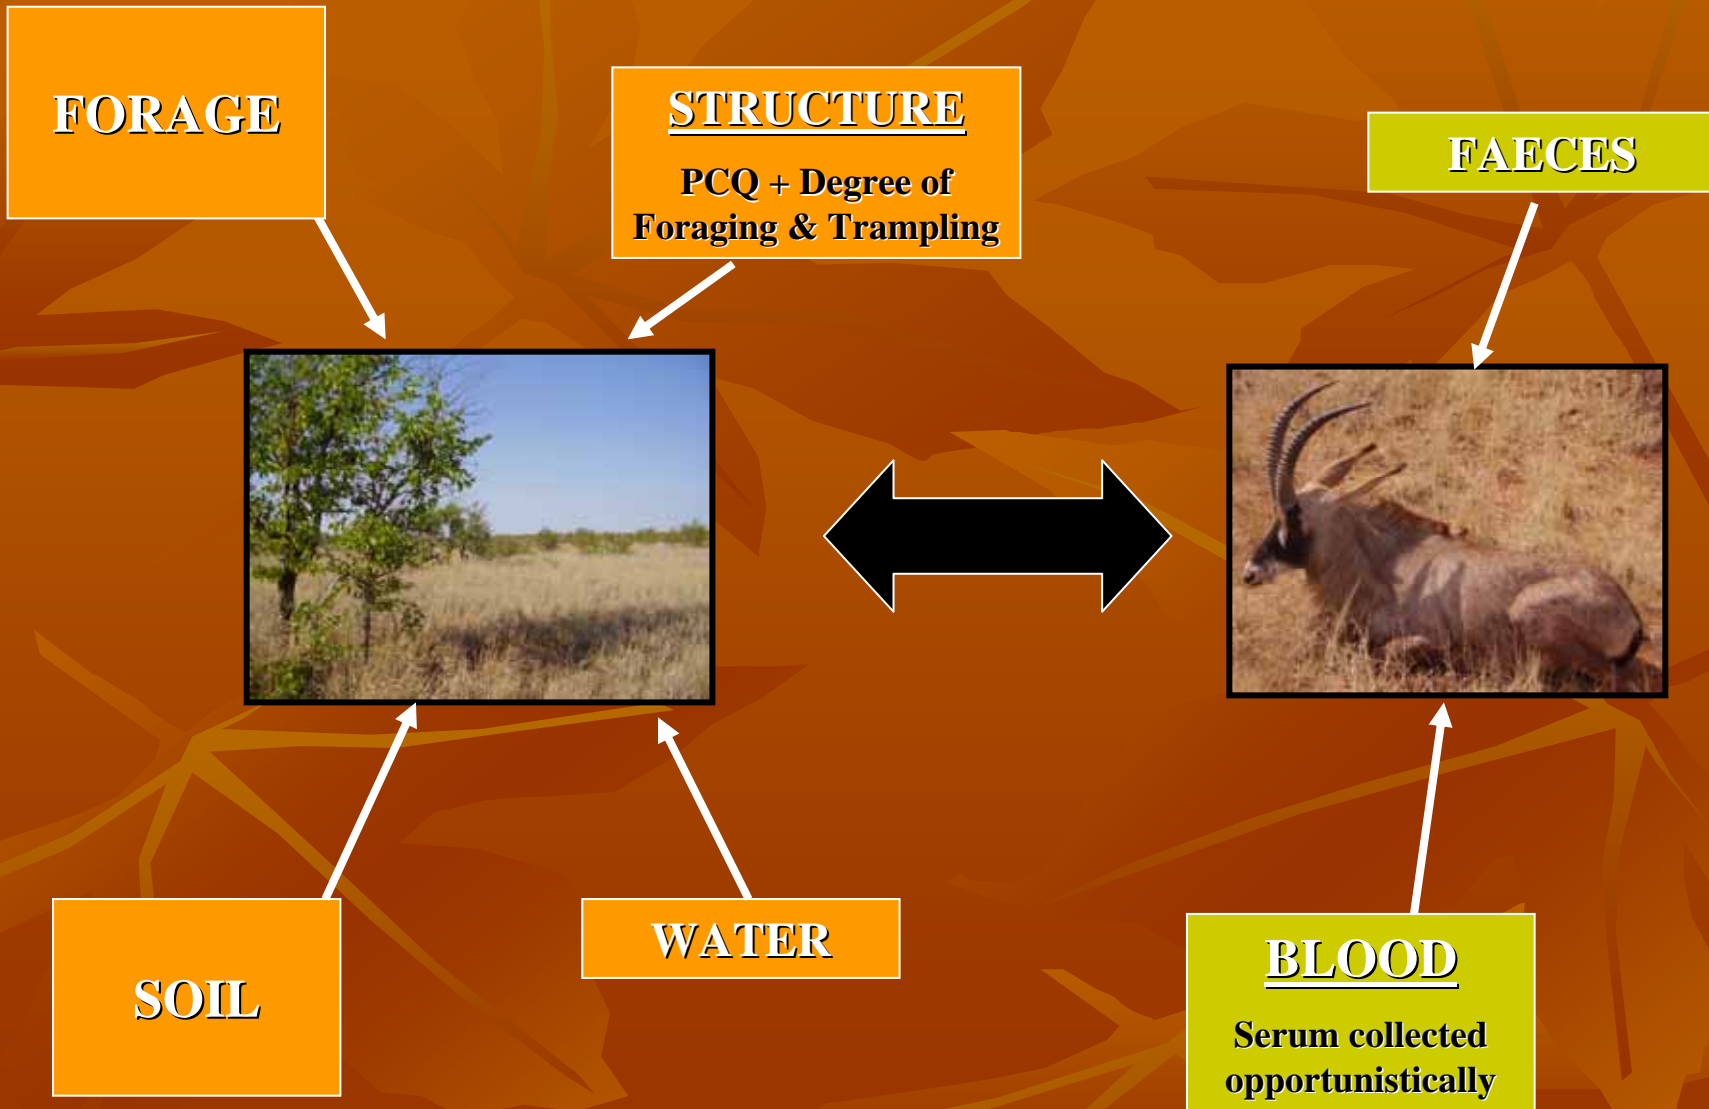 FORAGE
STRUCTURE
PCQ + Degree of
Foraging & Trampling
FAECES
SOIL
WATER
BLOOD
Serum collected
opportunistically